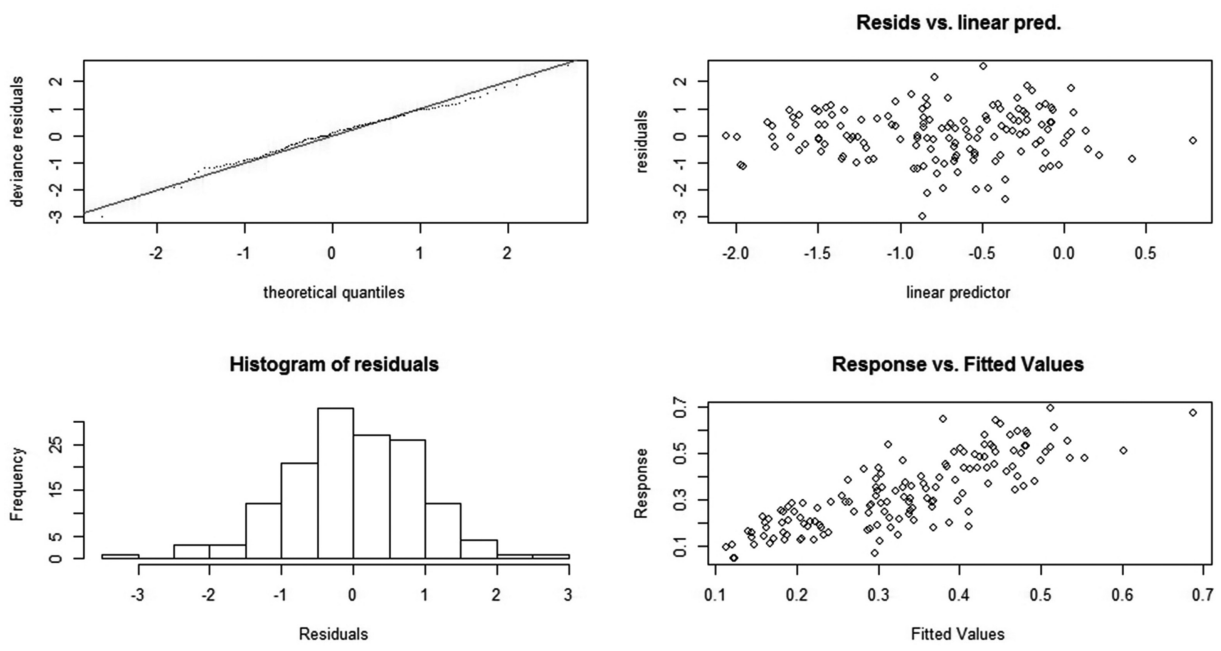 deviance residuals
2
1
0
-1
-2
-3
-2 -1 0 1 2
theoretical quantiles
Resids vs. linear pred.
residuals
2
1
0
-1
-2
-3
-2.0 -1.5 -1.0 -0.5 0.0 0.5
linear predictor
Histogram of residuals
Frequency
25
15
5
0
-3 -2 -1 0 1 2 3
Residuals
Response vs. Fitted Values
Response
0.7
0.5
0.3
0.1
0.1 0.2 0.3 0.4 0.5 0.6 0.7
Fitted Values